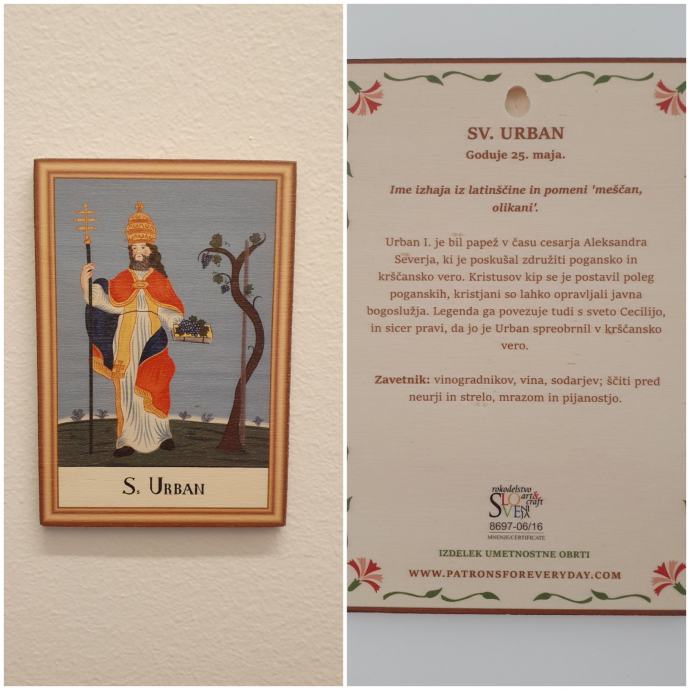 S. URBAN
SV. URBAN
Goduje 25. maja.
Ime izhaja iz latinščine in pomeni 'meščan,
olikani'.
Urban I. je bil papež v času cesarja Aleksandra
Severja, ki je poskušal združiti pogansko in
krščansko vero. Kristusov kip se je postavil poleg
poganskih, kristjani so lahko opravljali javna
bogoslužja. Legenda ga povezuje tudi s sveto Cecilijo,
in sicer pravi, da jo je Urban spreobrnil v krščansko
vero.
Zavetnik: vinogradnikov, vina, sodarjev; ščiti pred
neurji in strelo, mrazom in pijanostjo.
rokodelstvo
art&
craft
SLOVENIJA
8697-06/16
MNENJE/CERTIFICATE
IZDELEK UMETNOSTNE OBRTI
WWW.PATRONSFOREVERYDAY.COM